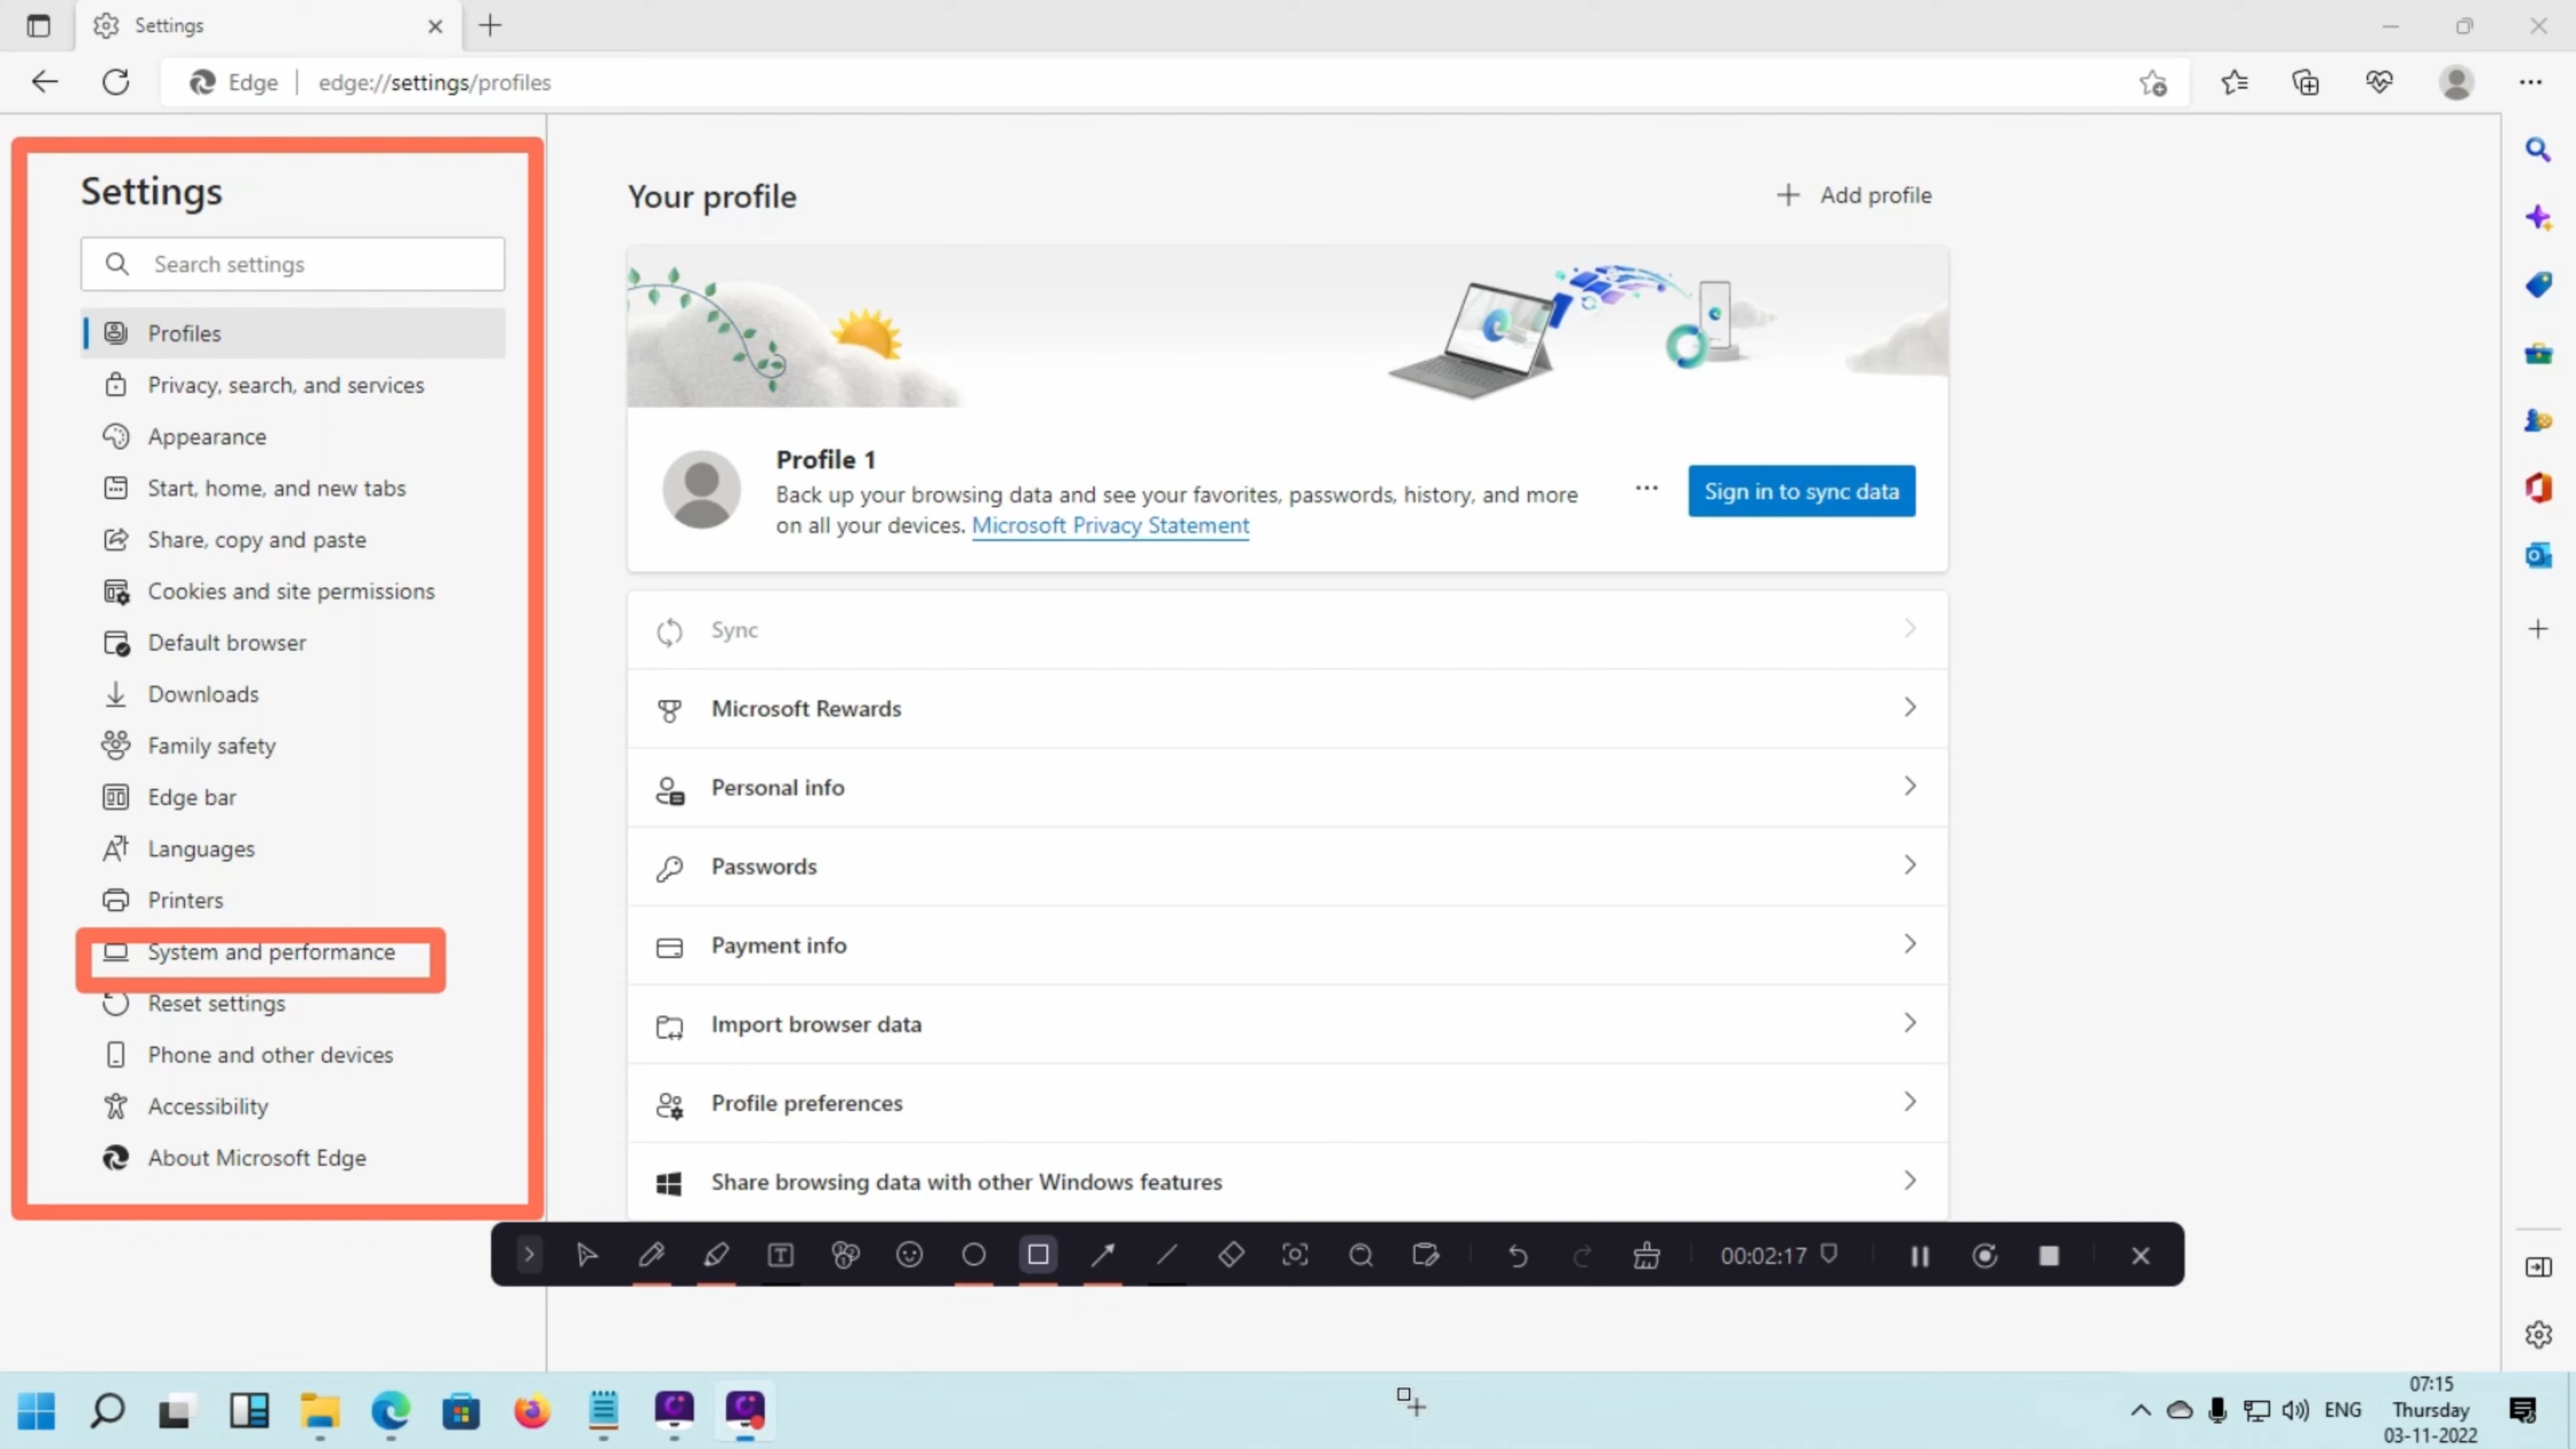 Settings
Edge
edge://settings/profiles
Settings
Search settings
Profiles
Privacy, search, and services
Appearance
Start, home, and new tabs
Share, copy and paste
Cookies and site permissions
Default browser
Downloads
Family safety
Edge bar
Languages
Printers
System and performance
Reset settings
Phone and other devices
Accessibility
About Microsoft Edge
Your profile
Add profile
Profile 1
Back up your browsing data and see your favorites, passwords, history, and more
on all your devices. Microsoft Privacy Statement
Sign in to sync data
Sync
Microsoft Rewards
Personal info
Passwords
Payment info
Import browser data
Profile preferences
Share browsing data with other Windows features
00:02:17
ENG
07:15
Thursday
03-11-2022